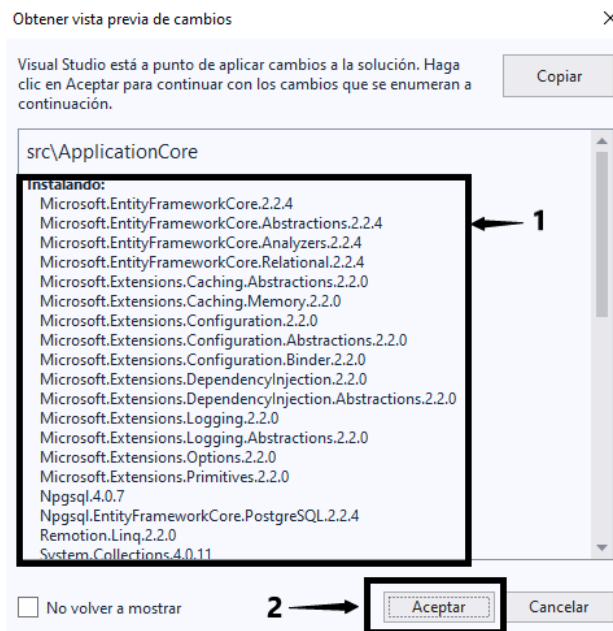 Obtener vista previa de cambios
Visual Studio está a punto de aplicar cambios a la solución. Haga
clic en Aceptar para continuar con los cambios que se enumeran a
continuación.
Copiar
src\ApplicationCore
Instalando:
Microsoft.EntityFrameworkCore.2.2.4
Microsoft.EntityFrameworkCore.Abstractions.2.2.4
Microsoft.EntityFrameworkCore.Analyzers.2.2.4
Microsoft.EntityFrameworkCore.Relational.2.2.4
Microsoft.Extensions.Caching.Abstractions.2.2.0
Microsoft.Extensions.Caching.Memory.2.2.0
Microsoft.Extensions.Configuration.2.2.0
Microsoft.Extensions.Configuration.Abstractions.2.2.0
Microsoft.Extensions.Configuration.Binder.2.2.0
Microsoft.Extensions.DependencyInjection.2.2.0
Microsoft.Extensions.DependencyInjection.Abstractions.2.2.0
Microsoft.Extensions.Logging.2.2.0
Microsoft.Extensions.Logging.Abstractions.2.2.0
Microsoft.Extensions.Options.2.2.0
Microsoft.Extensions.Primitives.2.2.0
Npgsql.4.0.7
Npgsql.EntityFrameworkCore.PostgreSQL.2.2.4
Remotion.Linq.2.2.0
System.Collections.4.0.11
1
No volver a mostrar
2
Aceptar
Cancelar